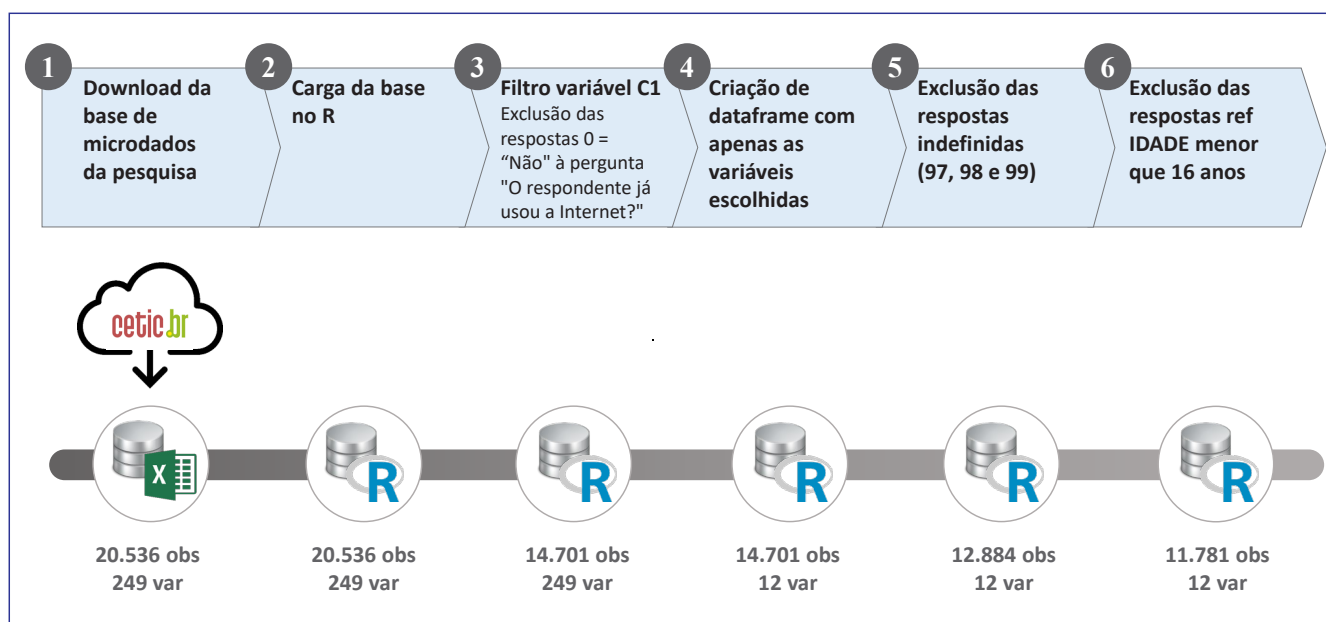 1
Download da
base de
microdados
da pesquisa
2
Carga da base
no R
3
Filtro variável C1
Exclusão das
respostas 0 =
“Não" à pergunta
"O respondente já
usou a Internet?"
4
Criação de
dataframe com
apenas as
variáveis
escolhidas
5
Exclusão das
respostas
indefinidas
(97, 98 e 99)
6
Exclusão das
respostas ref
IDADE menor
que 16 anos
cetic.br
.
X
R
R
R
R
R
20.536 obs
249 var
20.536 obs
249 var
14.701 obs
249 var
14.701 obs
12 var
12.884 obs
12 var
11.781 obs
12 var